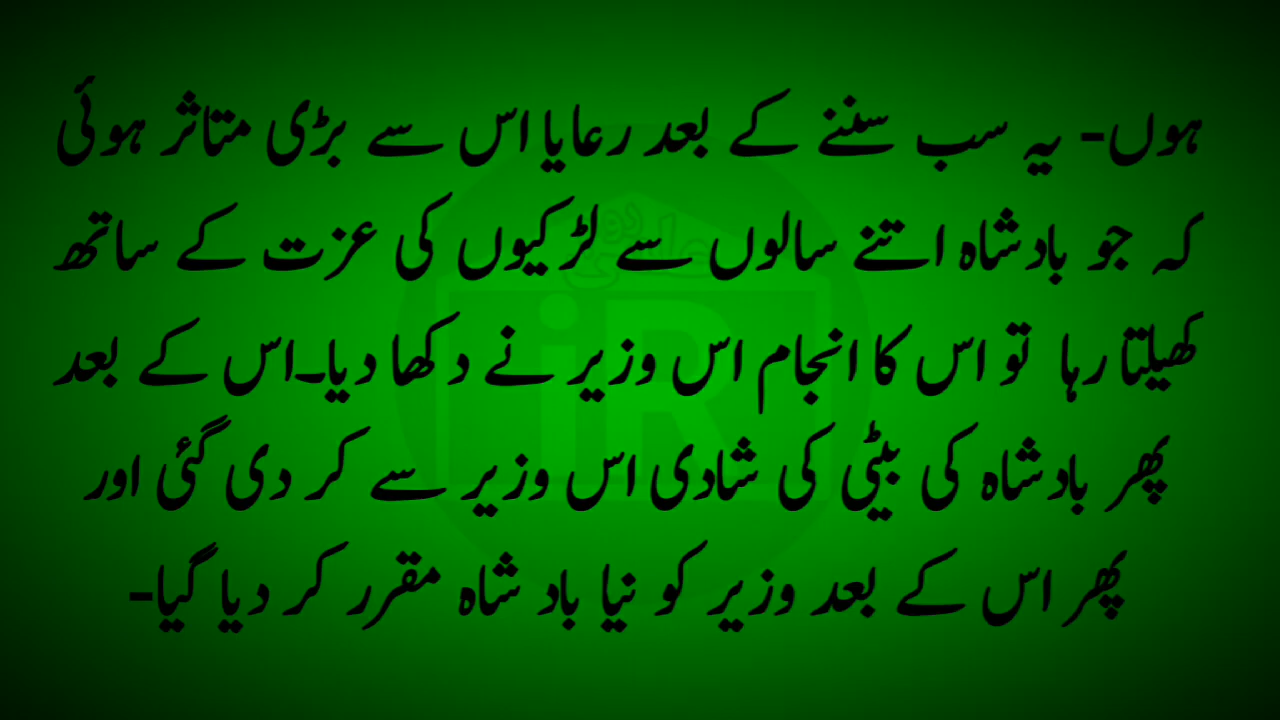 ہوں- یہ سب سننے کے بعد رعایا اس سے بڑی متاثر ہوئی
کہ جو بادشاہ اتنے سالوں سے لڑکیوں کی عزت کے ساتھ
کھیلتا رہا تو اس کا انجام اس وزیر نے دکھا دیا۔اس کے بعد
پھر بادشاہ کی بیٹی کی شادی اس وزیر سے کر دی گئی اور
پھر اس کے بعد وزیر کو نیا باد شاہ مقرر کر دیا گیا-
iR